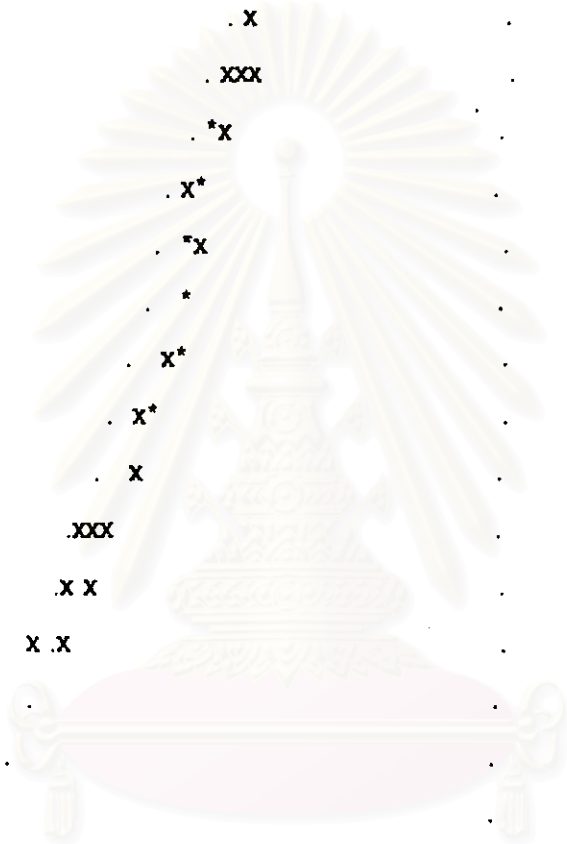 . X .
. XXX .
. *X .
. X* .
. *X .
. * .
. X* .
. X* .
. X .
.XXX .
.X X .
X .X .
. .
. .
.